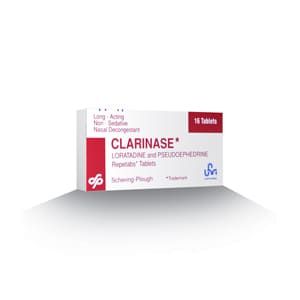 16 Tablets
Long - Acting
Non Sedative
Nasal Decongestant
CLARINASE*
LORATADINE and PSEUDOEPHEDRINE
Repetabs* Tablets
Schering-Plough *Trademark